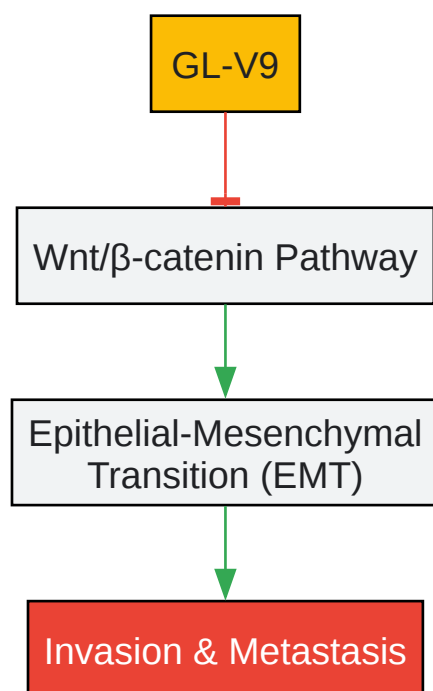 GL-V9
Wnt/β-catenin Pathway
Epithelial-Mesenchymal
Transition (EMT)
Invasion & Metastasis